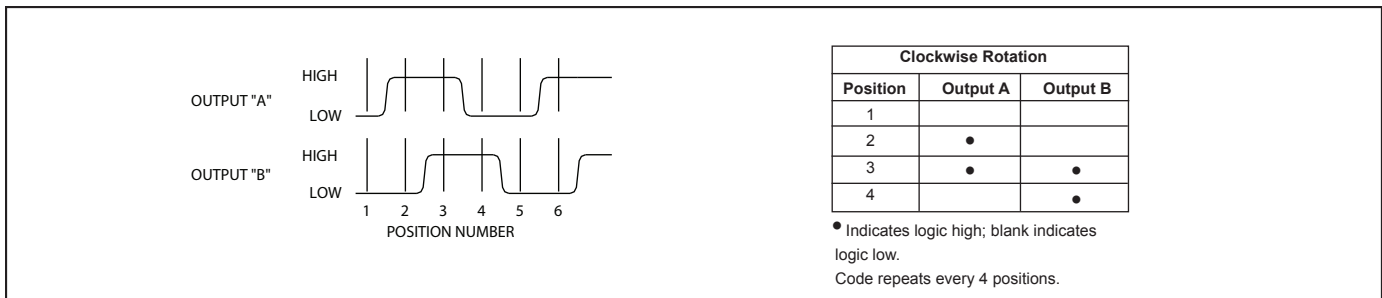 HIGH
OUTPUT "A"
LOW
HIGH
OUTPUT "B"
LOW
1 2 3 4 5 6
POSITION NUMBER
Clockwise Rotation
Position Output A Output B
1
2 ●
3 ● ●
4 ●
● Indicates logic high; blank indicates
logic low.
Code repeats every 4 positions.